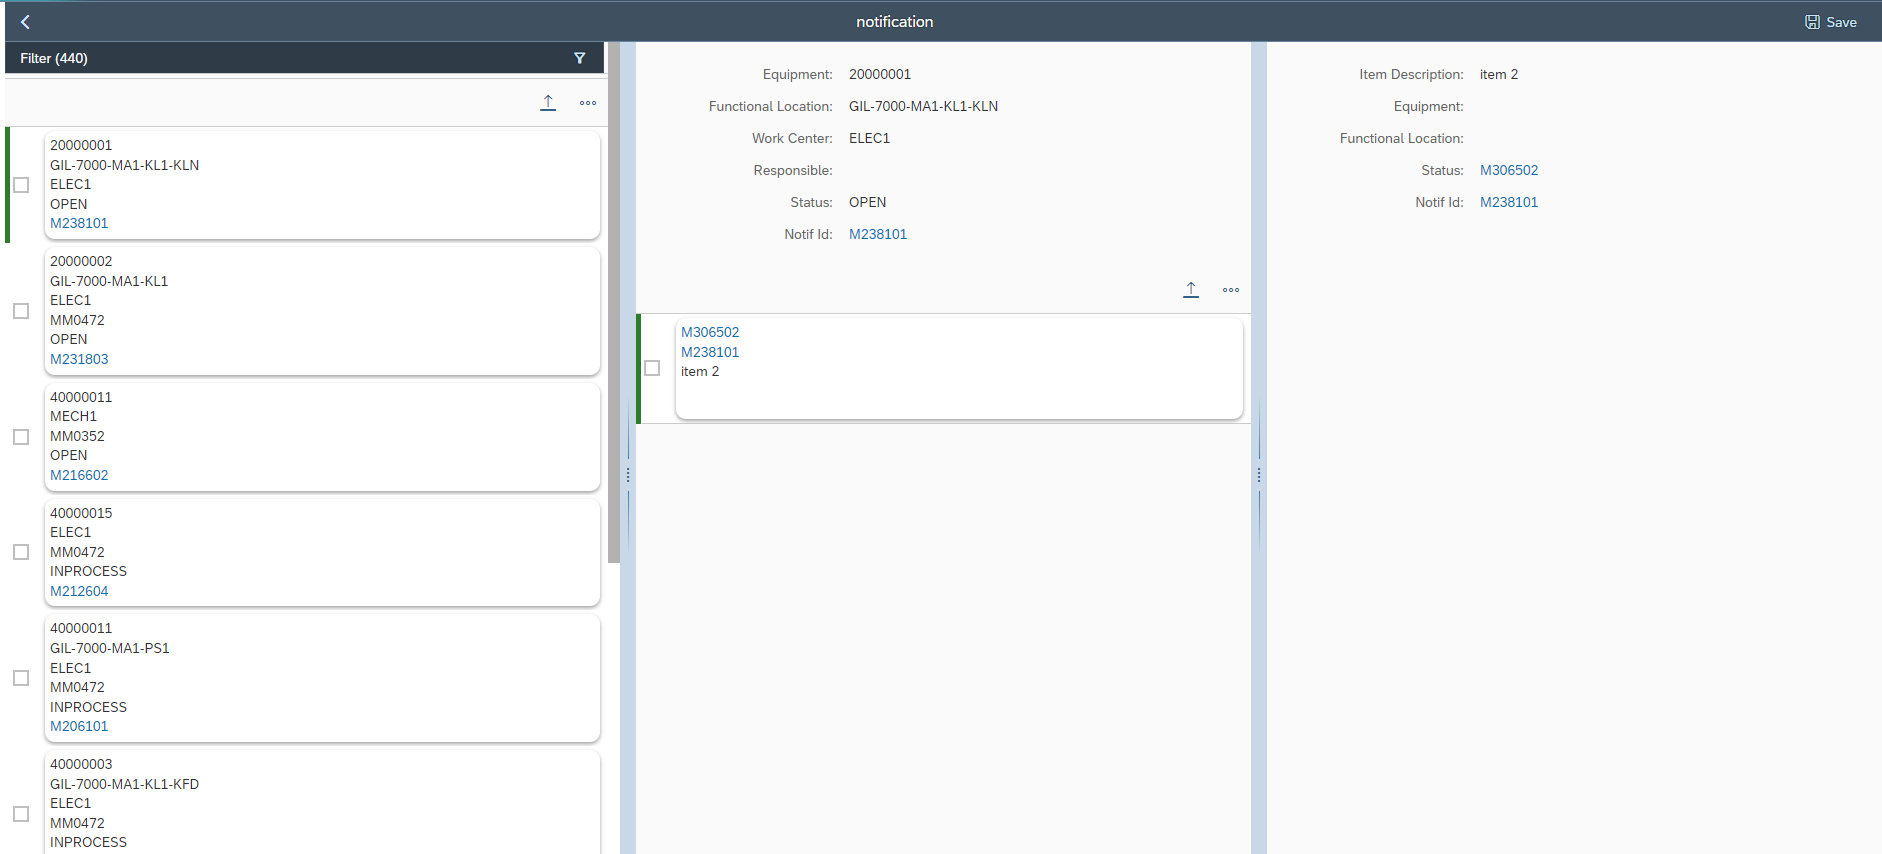 notification
Save
Filter (440)
20000001
GIL-7000-MA1-KL1-KLN
ELEC1
OPEN
M238101
20000002
GIL-7000-MA1-KL1
ELEC1
MM0472
OPEN
M231803
40000011
MECH1
MM0352
OPEN
M216602
40000015
ELEC1
MM0472
INPROCESS
M212604
40000011
GIL-7000-MA1-PS1
ELEC1
MM0472
INPROCESS
M206101
40000003
GIL-7000-MA1-KL1-KFD
ELEC1
MM0472
INPROCESS
Equipment: 20000001
Functional Location: GIL-7000-MA1-KL1-KLN
Work Center: ELEC1
Responsible:
Status: OPEN
Notif Id: M238101
M306502
M238101
item 2
Item Description: item 2
Equipment:
Functional Location:
Status: M306502
Notif Id: M238101